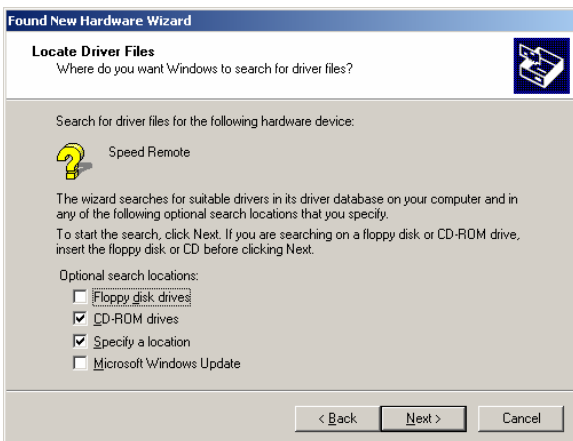 Found New Hardware Wizard
Locate Driver Files
Where do you want Windows to search for driver files?
Search for driver files for the following hardware device:
Speed Remote
The wizard searches for suitable drivers in its driver database on your computer and in
any of the following optional search locations that you specify.
To start the search, click Next. If you are searching on a floppy disk or CD-ROM drive,
insert the floppy disk or CD before clicking Next.
Optional search locations:
Floppy disk drives
CD-ROM drives
Specify a location
Microsoft Windows Update
< Back Next > Cancel